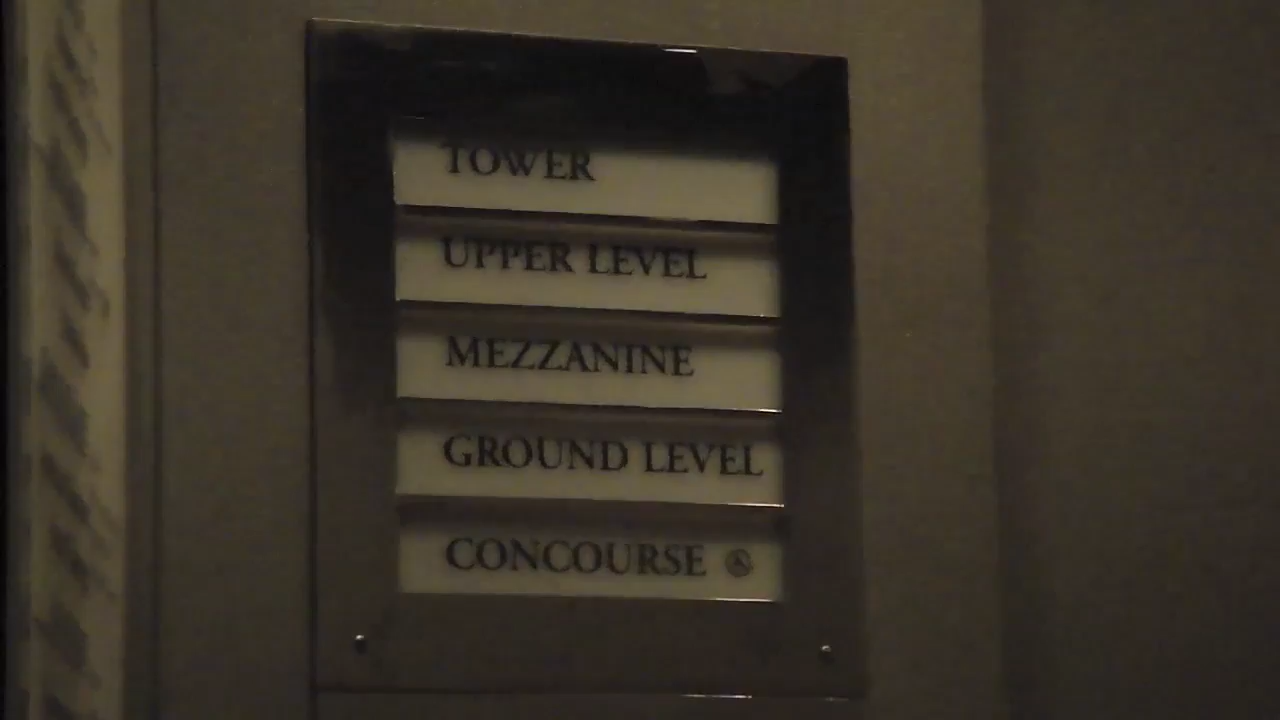 TOWER
UPPER LEVEL
MEZZANINE
GROUND LEVEL
CONCOURSE